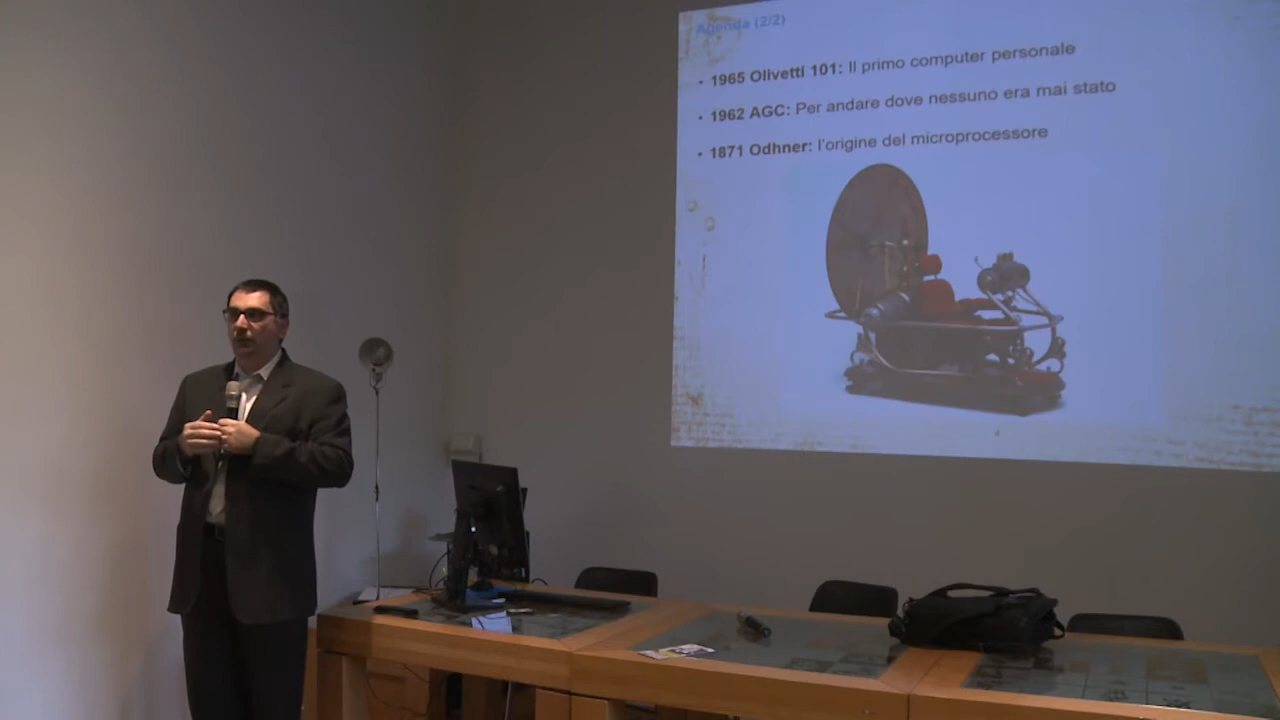 Agenda (2/2)
• 1965 Olivetti 101: Il primo computer personale
• 1962 AGC: Per andare dove nessuno era mai stato
• 1871 Odhner: l'origine del microprocessore